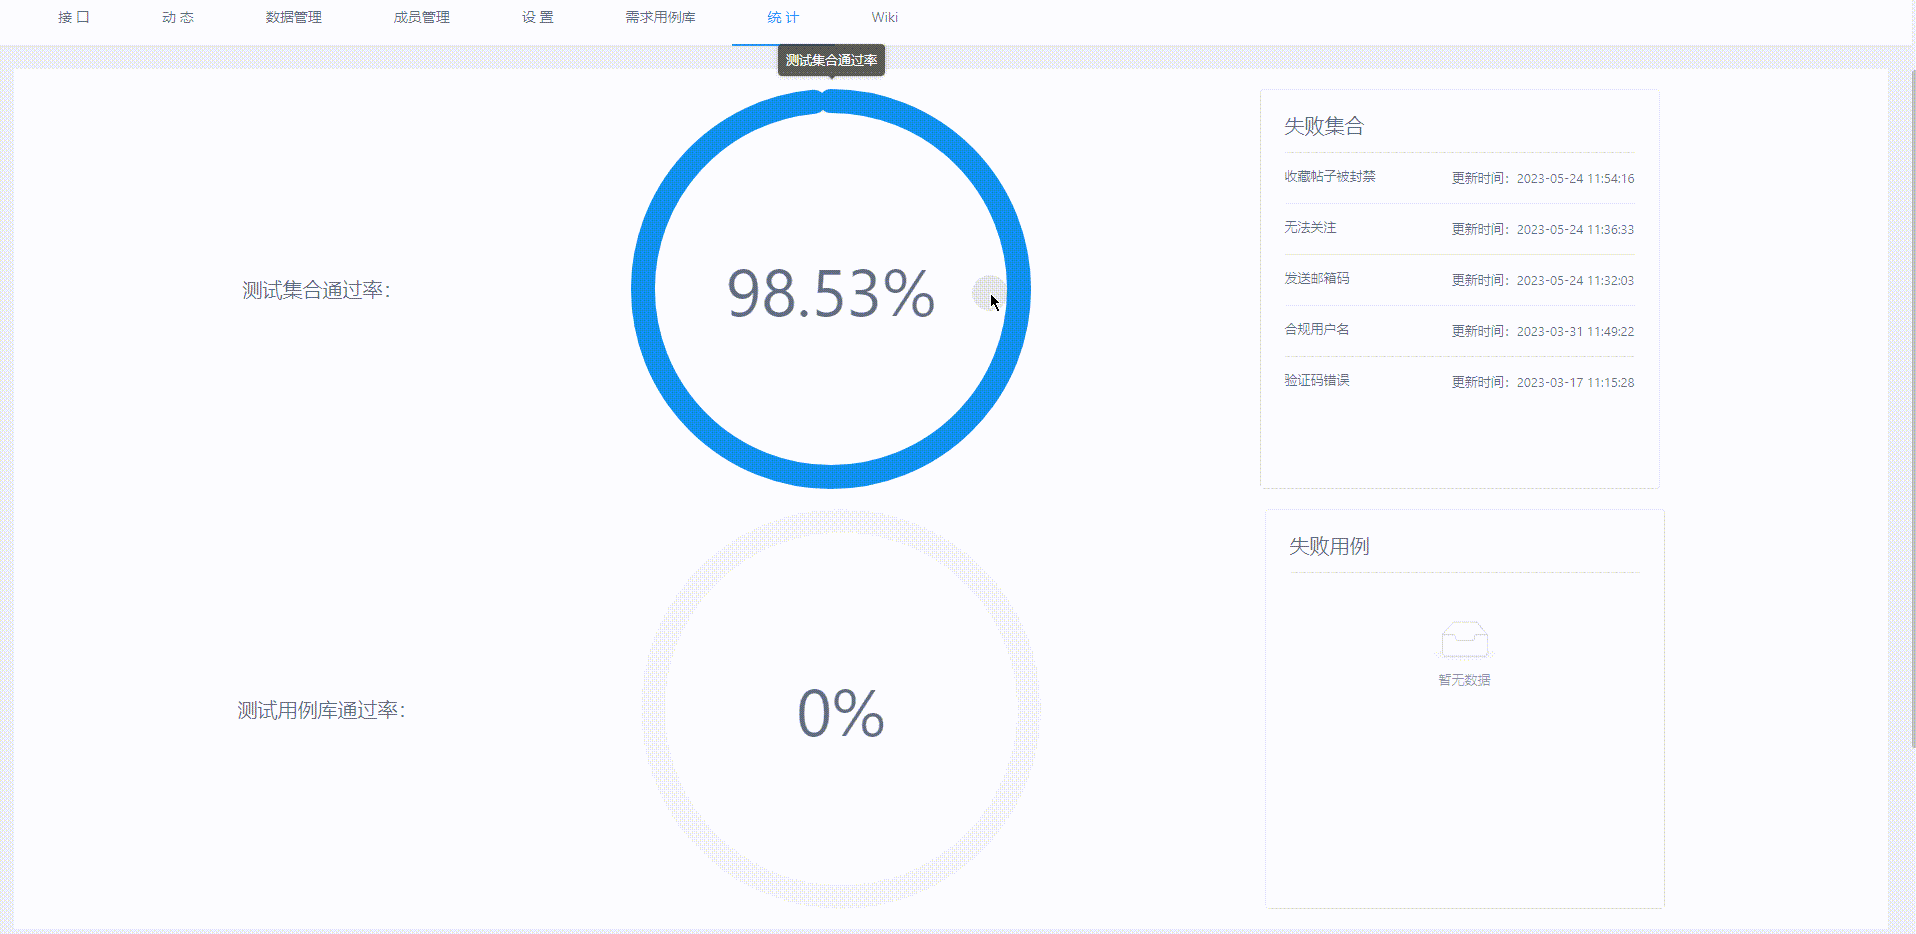 接 口 动 态 数据管理 成员管理 设 置 需求用例库 统 计 Wiki
测试集合通过率
测试集合通过率：
98.53%
失败集合
收藏帖子被封禁 更新时间：2023-05-24 11:54:16
无法关注 更新时间：2023-05-24 11:36:33
发送邮箱码 更新时间：2023-05-24 11:32:03
合规用户名 更新时间：2023-03-31 11:49:22
验证码错误 更新时间：2023-03-17 11:15:28
测试用例库通过率：
0%
失败用例
暂无数据